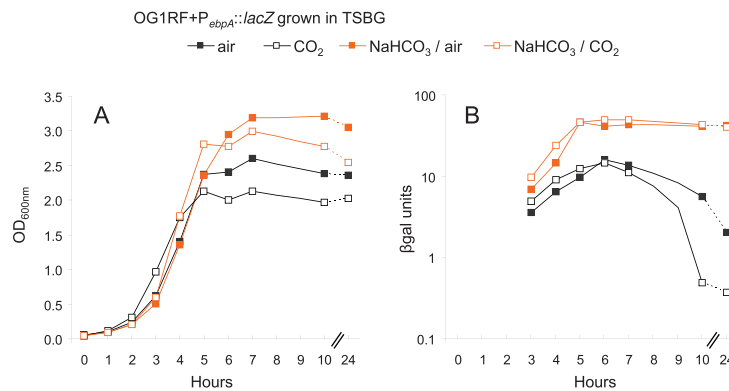 OG1RF+PebpA::lacZ grown in TSBG
air CO2 NaHCO3 / air NaHCO3 / CO2
A
3.5
3.0
2.5
2.0
1.5
1.0
0.5
0.0
OD600nm
0 1 2 3 4 5 6 7 10 24
Hours
B
100
10
1
0.1
βgal units
0 1 2 3 4 5 6 7 8 9 10 24
Hours